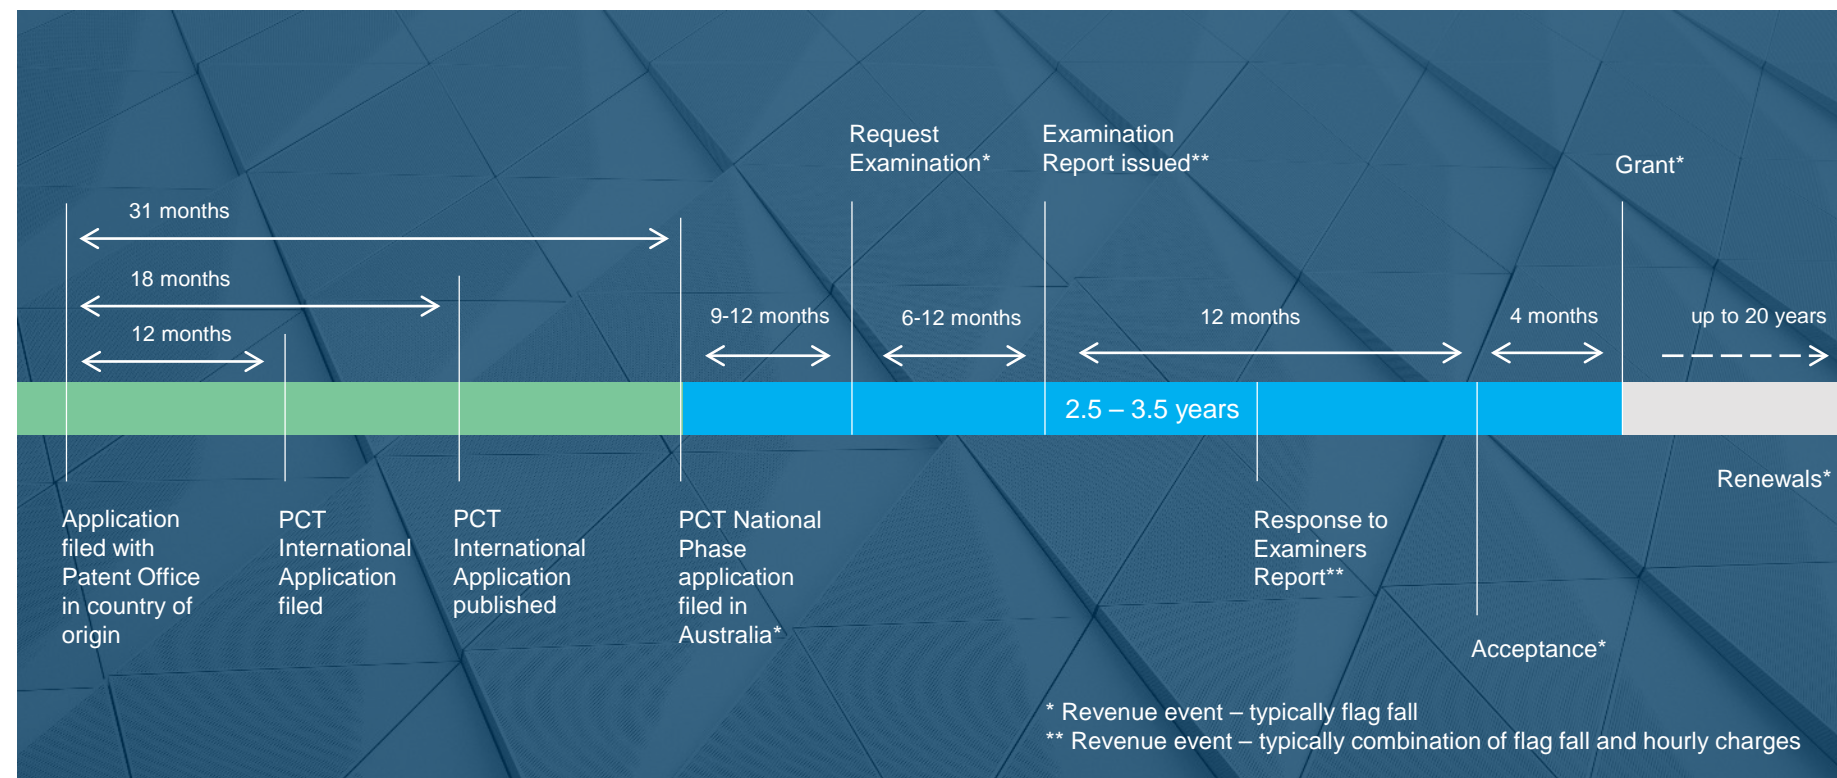 Request
Examination*
Examination
Report issued**
Grant*
31 months
18 months
12 months
9-12 months
6-12 months
12 months
4 months
up to 20 years
2.5 – 3.5 years
Renewals*
Application
filed with
Patent Office
in country of
origin
PCT
International
Application
filed
PCT
International
Application
published
PCT National
Phase
application
filed in
Australia*
Response to
Examiners
Report**
Acceptance*
* Revenue event – typically flag fall
** Revenue event – typically combination of flag fall and hourly charges